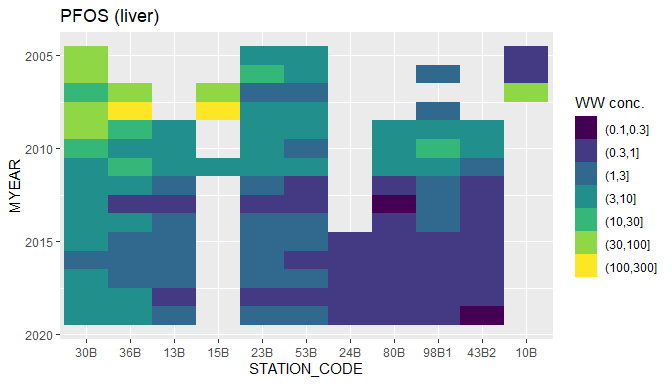 PFOS (liver)
2005
2010
2015
2020
MYEAR
30B 36B 13B 15B 23B 53B 24B 80B 98B1 43B2 10B
STATION_CODE
WW conc.
(0.1,0.3]
(0.3,1]
(1,3]
(3,10]
(10,30]
(30,100]
(100,300]